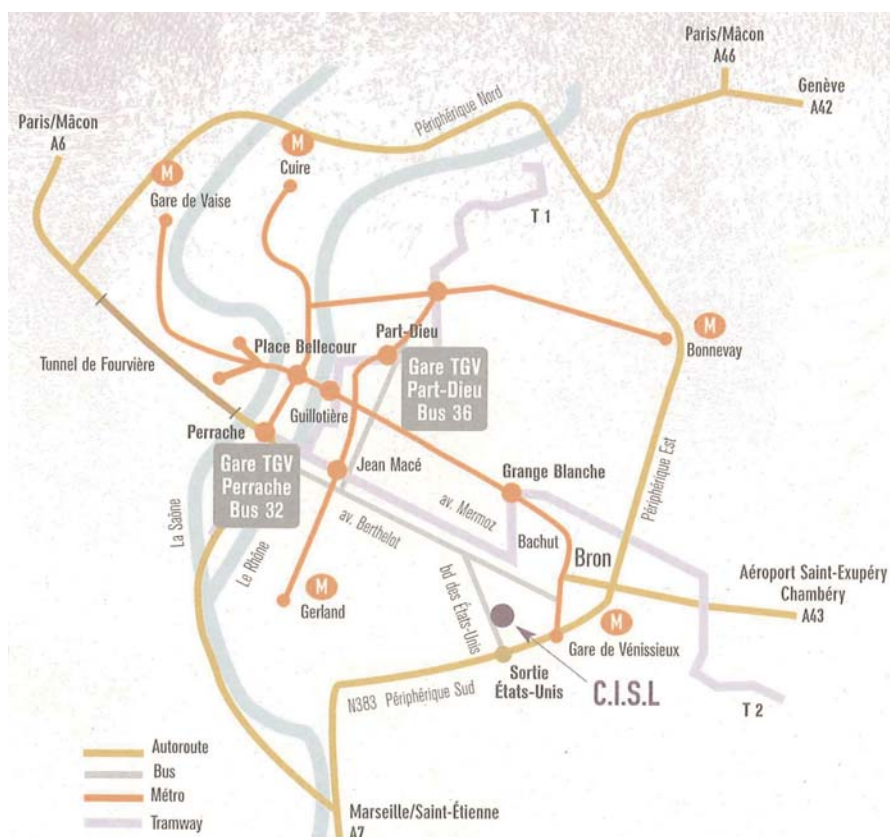 Paris/Mâcon
A46
Genève
A42
Périphérique Nord
Paris/Mâcon
A6
M
Cuire
M
Gare de Vaise
T 1
M
Bonnevay
Part-Dieu
Place Bellecour
Tunnel de Fourvière
Gare TGV
Part-Dieu
Bus 36
Guillotière
Perrache
Gare TGV
Perrache
Bus 32
Jean Macé
Grange Blanche
Périphérique Est
La Saône
Le Rhône
av. Berthelot
av. Mermoz
Bachut
Bron
Aéroport Saint-Exupéry
Chambéry
A43
M
Gerland
bd des États-Unis
M
Gare de Vénissieux
Sortie
États-Unis
C.I.S.L
N383 Périphérique Sud
T 2
Autoroute
Bus
Métro
Tramway
Marseille/Saint-Étienne
A7